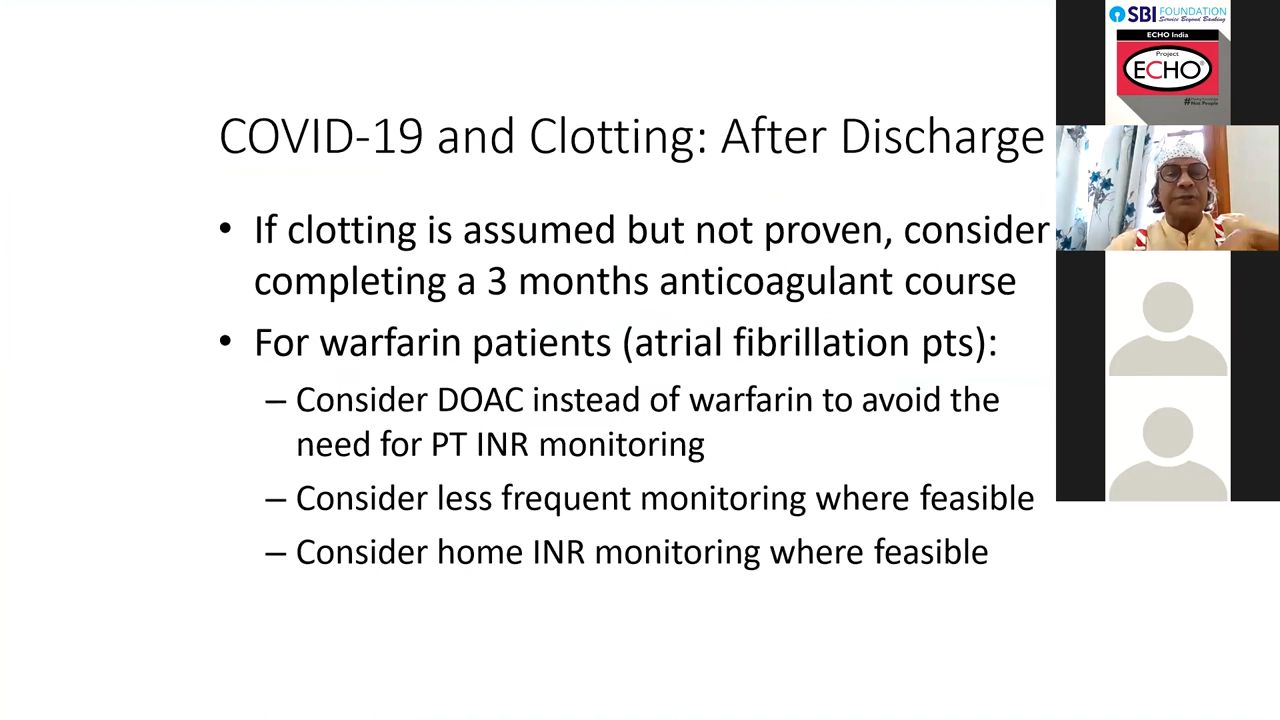 COVID-19 and Clotting: After Discharge
• If clotting is assumed but not proven, consider
completing a 3 months anticoagulant course
• For warfarin patients (atrial fibrillation pts):
– Consider DOAC instead of warfarin to avoid the
need for PT INR monitoring
– Consider less frequent monitoring where feasible
– Consider home INR monitoring where feasible
SBI FOUNDATION
Service Beyond Banking
ECHO India
Project
ECHO®
Not People